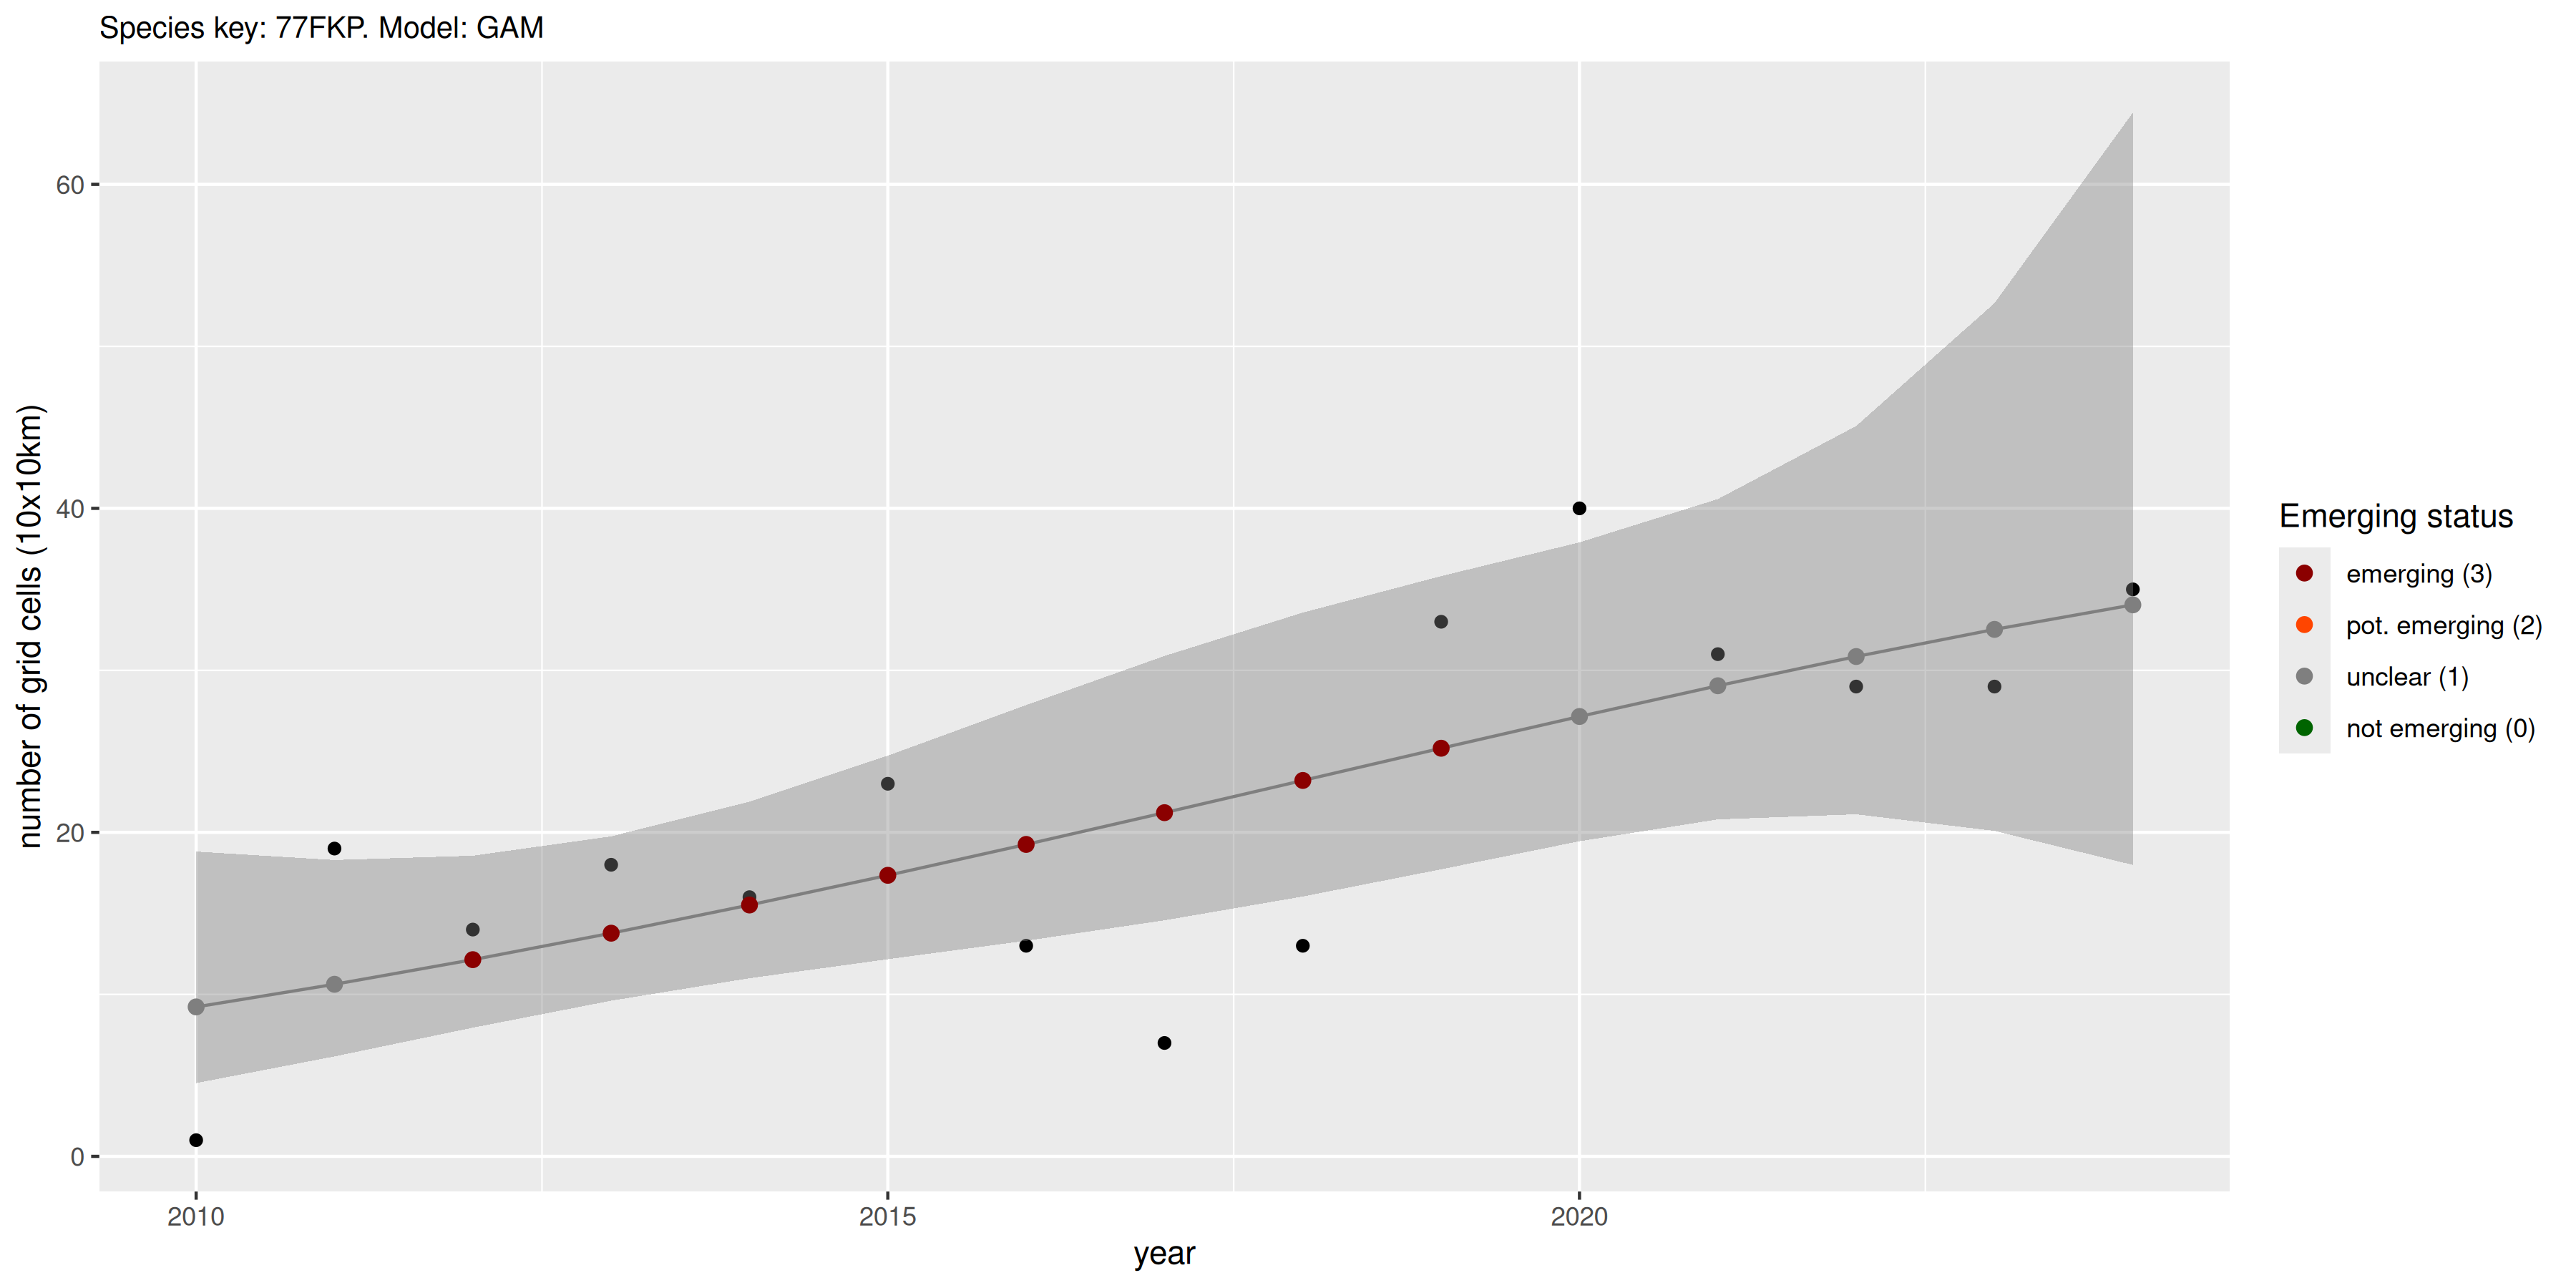 Species key: 77FKP. Model: GAM
number of grid cells (10x10km)
60
40
20
0
2010
2015
2020
year
Emerging status
emerging (3)
pot. emerging (2)
unclear (1)
not emerging (0)